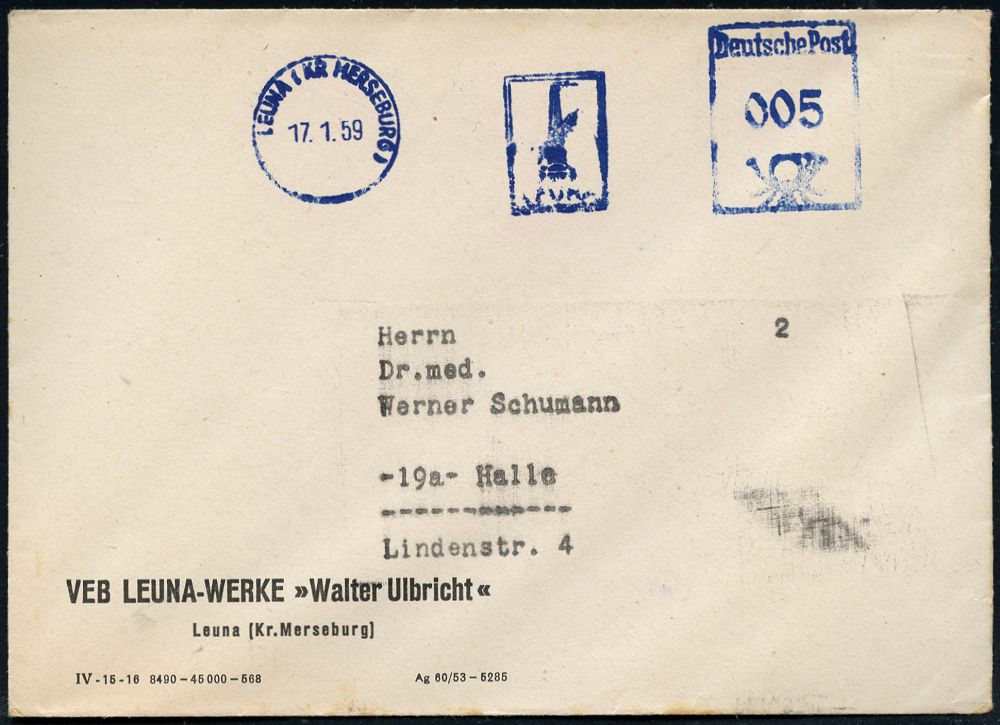 LEUNA (KR MERSEBURG)
17.1.59
Deutsche Post
005
Herrn
2
Dr.med.
Werner Schumann
-19a- Halle
Lindenstr. 4
VEB LEUNA-WERKE »Walter Ulbricht«
Leuna (Kr.Merseburg)
IV-15-16 8490-45000-568
Ag 60/53-5285